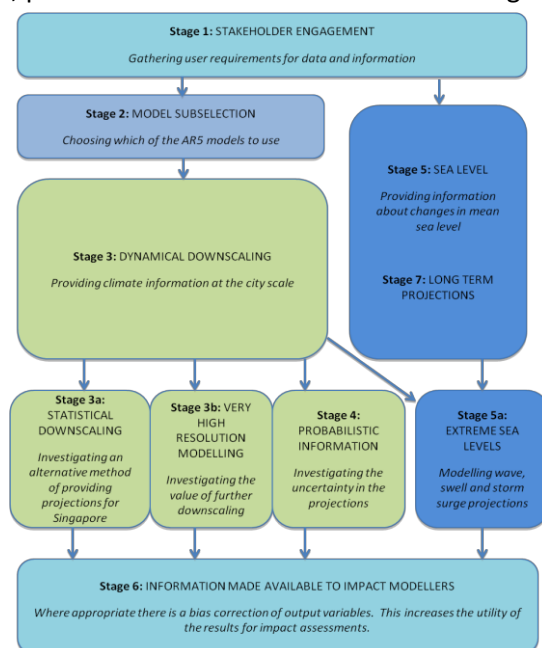 Stage 1: STAKEHOLDER ENGAGEMENT
Gathering user requirements for data and information
Stage 2: MODEL SUBSELECTION
Choosing which of the AR5 models to use
Stage 5: SEA LEVEL
Providing information
about changes in mean
sea level
Stage 7: LONG TERM
PROJECTIONS
Stage 3: DYNAMICAL DOWNSCALING
Providing climate information at the city scale
Stage 3a:
STATISTICAL
DOWNSCALING
Investigating an
alternative method
of providing
projections for
Singapore
Stage 3b: VERY
HIGH
RESOLUTION
MODELLING
Investigating the
value of further
downscaling
Stage 4:
PROBABILISTIC
INFORMATION
Investigating the
uncertainty in the
projections
Stage 5a:
EXTREME SEA
LEVELS
Modelling wave,
swell and storm
surge projections
Stage 6: INFORMATION MADE AVAILABLE TO IMPACT MODELLERS
Where appropriate there is a bias correction of output variables. This increases the utility of
the results for impact assessments.